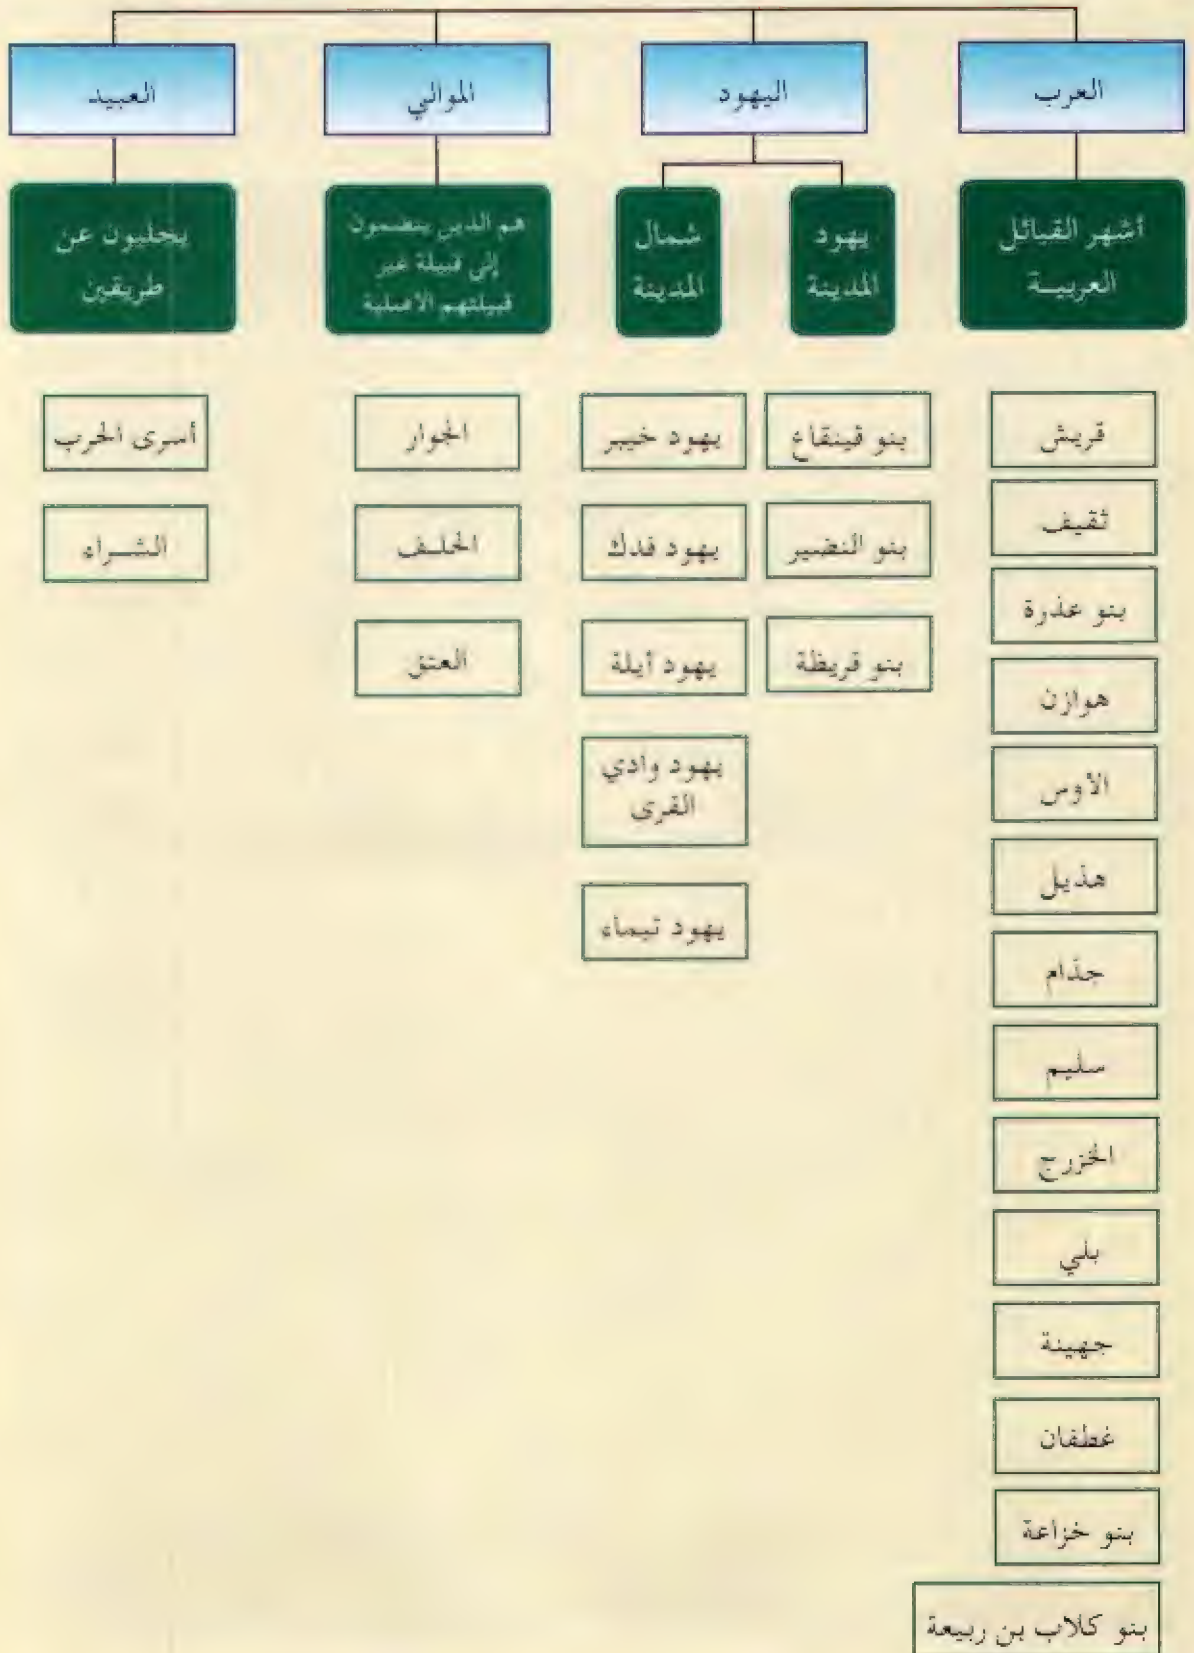 العرب
اليهود
الموالي
العبيد
أشهر القبائل
العربيــة
يهود
المدينة
شمال
المدينة
هم الذين ينضمون
إلى قبيلة غير
قبيلتهم الأصلية
يجلبون عن
طريقين
قريش
ثقيف
بنو عذرة
هوازن
الأوس
هذيل
جذام
سليم
الخزرج
بلي
جهينة
غطفان
بنو خزاعة
بنو كلاب بن ربيعة
بنو قينقاع
بنو النضير
بنو قريظة
يهود خيبر
يهود فدك
يهود أيلة
يهود وادي
القرى
يهود تيماء
الجوار
الحلف
العتق
أسرى الحرب
الشــراء